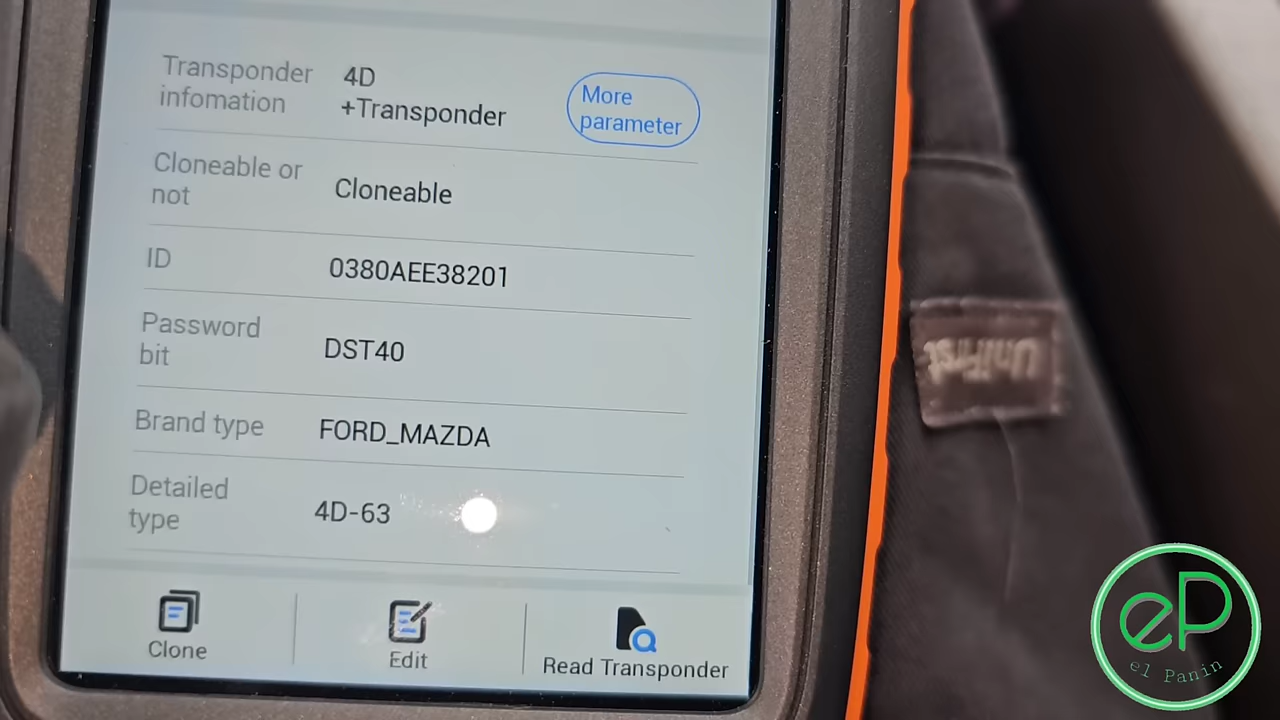 Transponder
infomation
4D
+Transponder
More
parameter
Cloneable or
not
Cloneable
ID
0380AEE38201
Password
bit
DST40
Brand type
FORD_MAZDA
Detailed
type
4D-63
Clone
Edit
Read Transponder
UniFirst
eP
el Panin